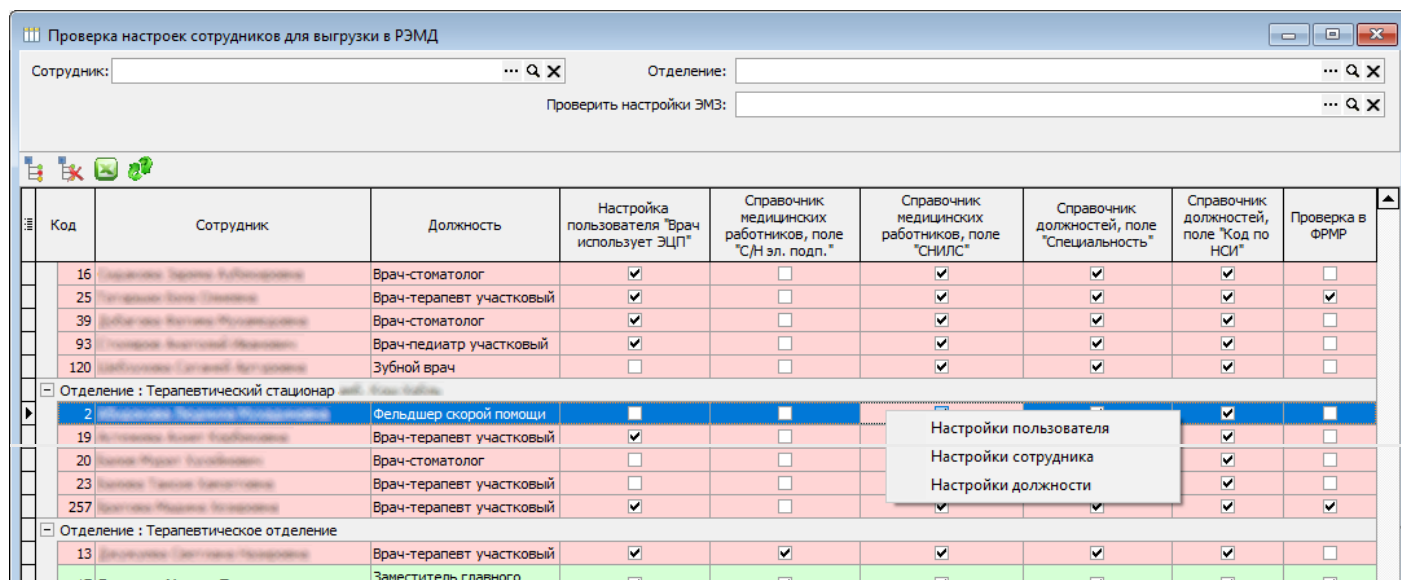 Проверка настроек сотрудников для выгрузки в РЭМД
Сотрудник: Отделение:
Проверить настройки ЭМЗ:
Код Сотрудник Должность Настройка пользователя "Врач использует ЭЦП" Справочник медицинских работников, поле "С/Н эл. подп." Справочник медицинских работников, поле "СНИЛС" Справочник должностей, поле "Специальность" Справочник должностей, поле "Код по НСИ" Проверка в ФРМР
16 Врач-стоматолог
25 Врач-терапевт участковый
39 Врач-стоматолог
93 Врач-педиатр участковый
120 Зубной врач
Отделение : Терапевтический стационар
2 Фельдшер скорой помощи
19 Врач-терапевт участковый
20 Врач-стоматолог
23 Врач-терапевт участковый
257 Врач-терапевт участковый
Настройки пользователя
Настройки сотрудника
Настройки должности
Отделение : Терапевтическое отделение
13 Врач-терапевт участковый
Заместитель главного